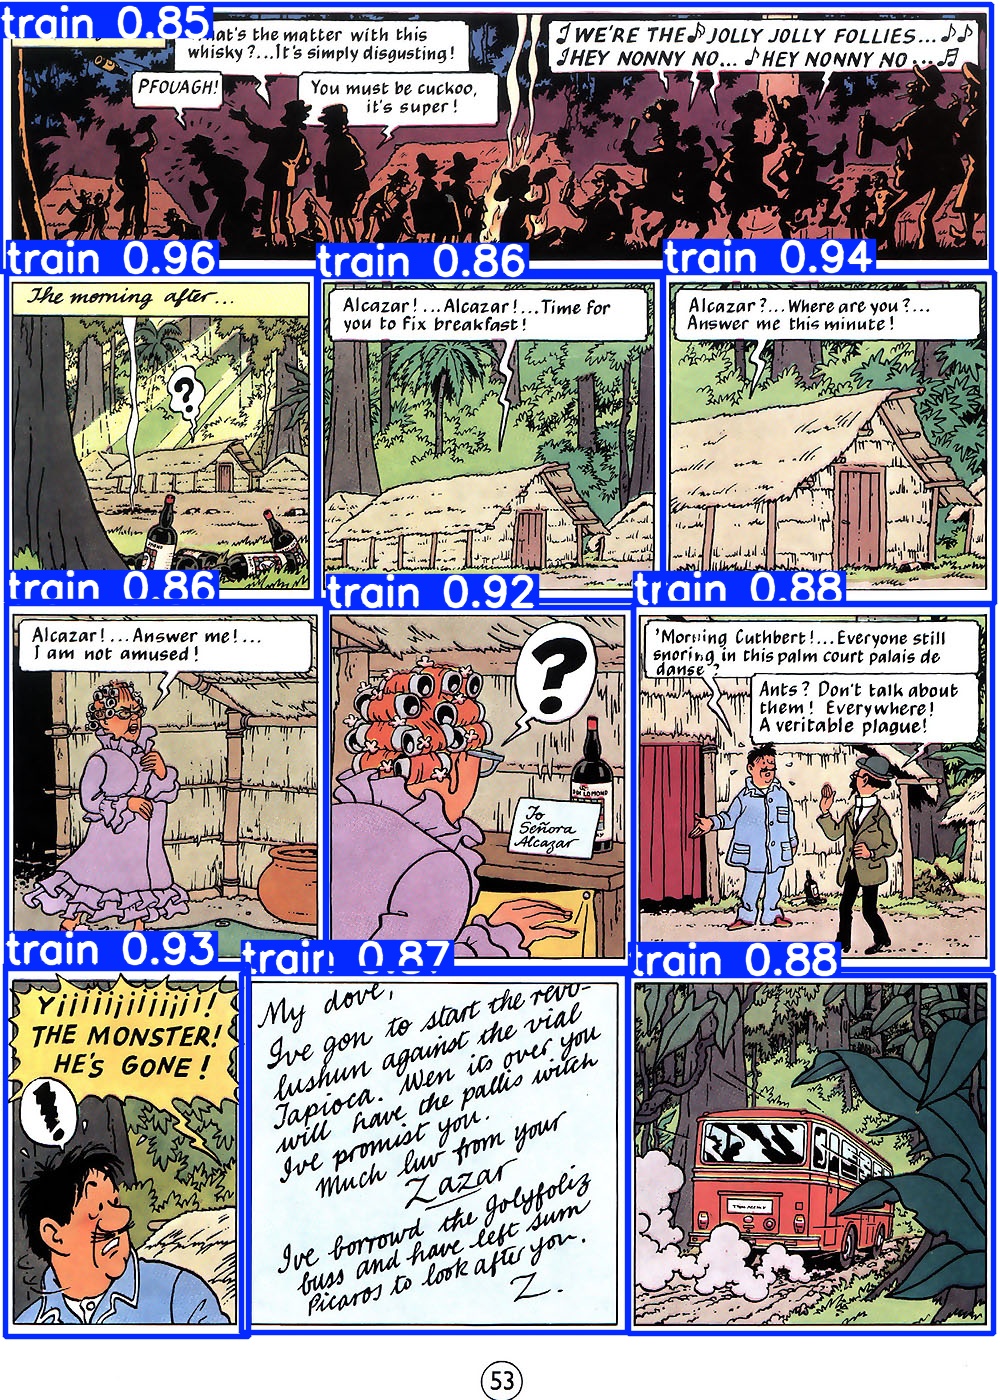 train 0.85
What's the matter with this
whisky?...It's simply disgusting!
PFOUAGH!
You must be cuckoo,
it's super!
WE'RE THE JOLLY JOLLY FOLLIES...
HEY NONNY NO... HEY NONNY NO...
train 0.96
The morning after...
?
train 0.86
Alcazar!...Alcazar!...Time for
you to fix breakfast!
train 0.94
Alcazar?...Where are you?...
Answer me this minute!
train 0.86
Alcazar!...Answer me!...
I am not amused!
train 0.92
?
LOCH LOMOND
To
Señora
Alcazar
train 0.88
'Morning Cuthbert!...Everyone still
snoring in this palm court palais de
danse?
Ants? Don't talk about
them! Everywhere!
A veritable plague!
train 0.93
Yiiiiiiiiiiiii!
THE MONSTER!
HE'S GONE!
!
train 0.87
My dove,
Ive gon to start the revo-
lushun against the vial
Tapioca. Wen its over you
will have the pallis witch
Ive promist you.
Much luv from your
Zazar
Ive borrowd the Jolyfoliz
buss and have left sum
Picaros to look after you.
Z.
train 0.88
53